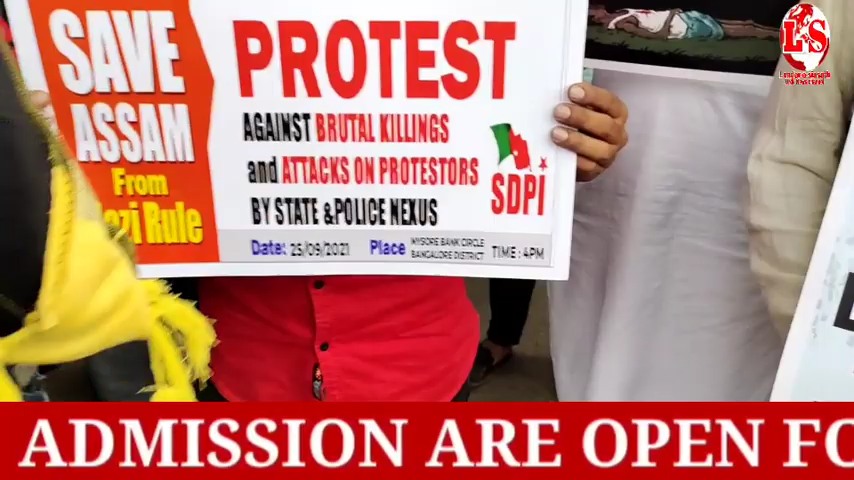 SAVE
ASSAM
From
Rule
PROTEST
AGAINST BRUTAL KILLINGS
and ATTACKS ON PROTESTORS
BY STATE & POLICE NEXUS
SDPI
Date: 25/09/2021 Place MYSORE BANK CIRCLE
BANGALORE DISTRICT TIME : 4PM
LS
ADMISSION ARE OPEN FO